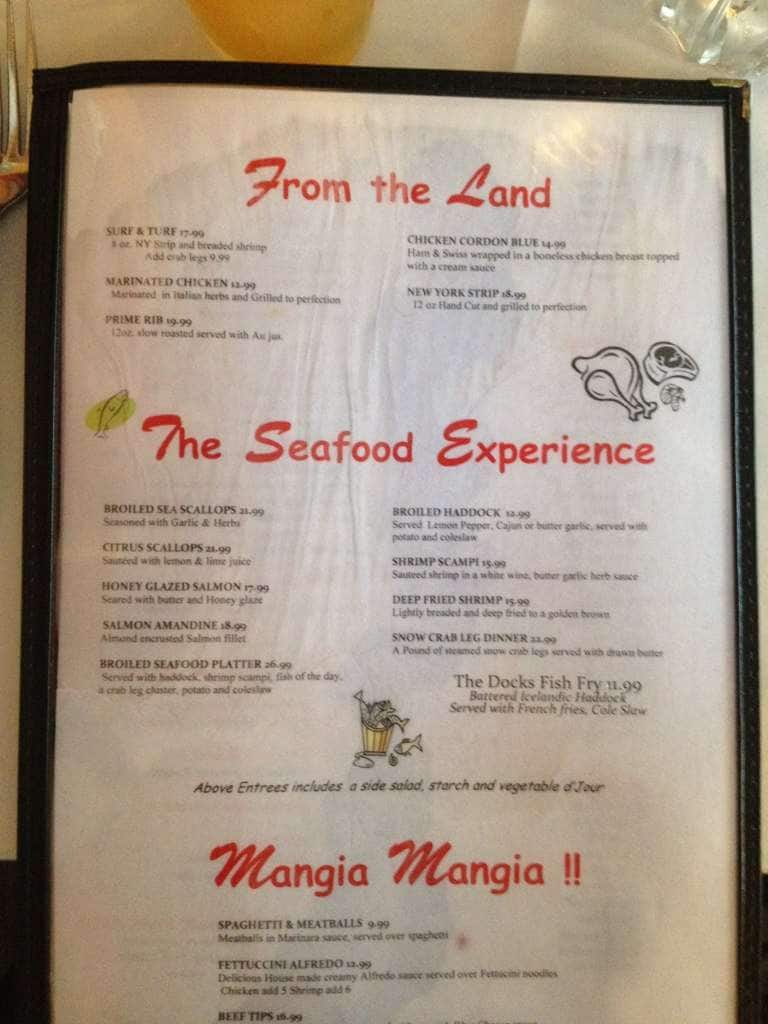 From the Land
SURF & TURF 17.99
8 oz. NY Strip and breaded shrimp
Add crab legs 9.99
MARINATED CHICKEN 12.99
Marinated in Italian herbs and Grilled to perfection
PRIME RIB 19.99
12oz. slow roasted served with Au jus.
CHICKEN CORDON BLUE 14.99
Ham & Swiss wrapped in a boneless chicken breast topped
with a cream sauce
NEW YORK STRIP 18.99
12 oz Hand Cut and grilled to perfection
The Seafood Experience
BROILED SEA SCALLOPS 21.99
Seasoned with Garlic & Herbs
CITRUS SCALLOPS 21.99
Sauteed with lemon & lime juice
HONEY GLAZED SALMON 17.99
Seared with butter and Honey glaze
SALMON AMANDINE 18.99
Almond encrusted Salmon fillet
BROILED SEAFOOD PLATTER 26.99
Served with haddock, shrimp scampi, fish of the day,
a crab leg cluster, potato and coleslaw
BROILED HADDOCK 12.99
Served Lemon Pepper, Cajun or butter garlic, served with
potato and coleslaw
SHRIMP SCAMPI 15.99
Sauteed shrimp in a white wine, butter garlic herb sauce
DEEP FRIED SHRIMP 15.99
Lightly breaded and deep fried to a golden brown
SNOW CRAB LEG DINNER 22.99
A Pound of steamed snow crab legs served with drawn butter
The Docks Fish Fry 11.99
Battered Icelandic Haddock
Served with French fries, Cole Slaw
Above Entrees includes a side salad, starch and vegetable d'Jour
Mangia Mangia !!
SPAGHETTI & MEATBALLS 9.99
Meatballs in Marinara sauce, served over spaghetti
FETTUCCINI ALFREDO 12.99
Delicious House made creamy Alfredo sauce served over Fettucini noodles
Chicken add 5 Shrimp add 6
BEEF TIPS 16.99